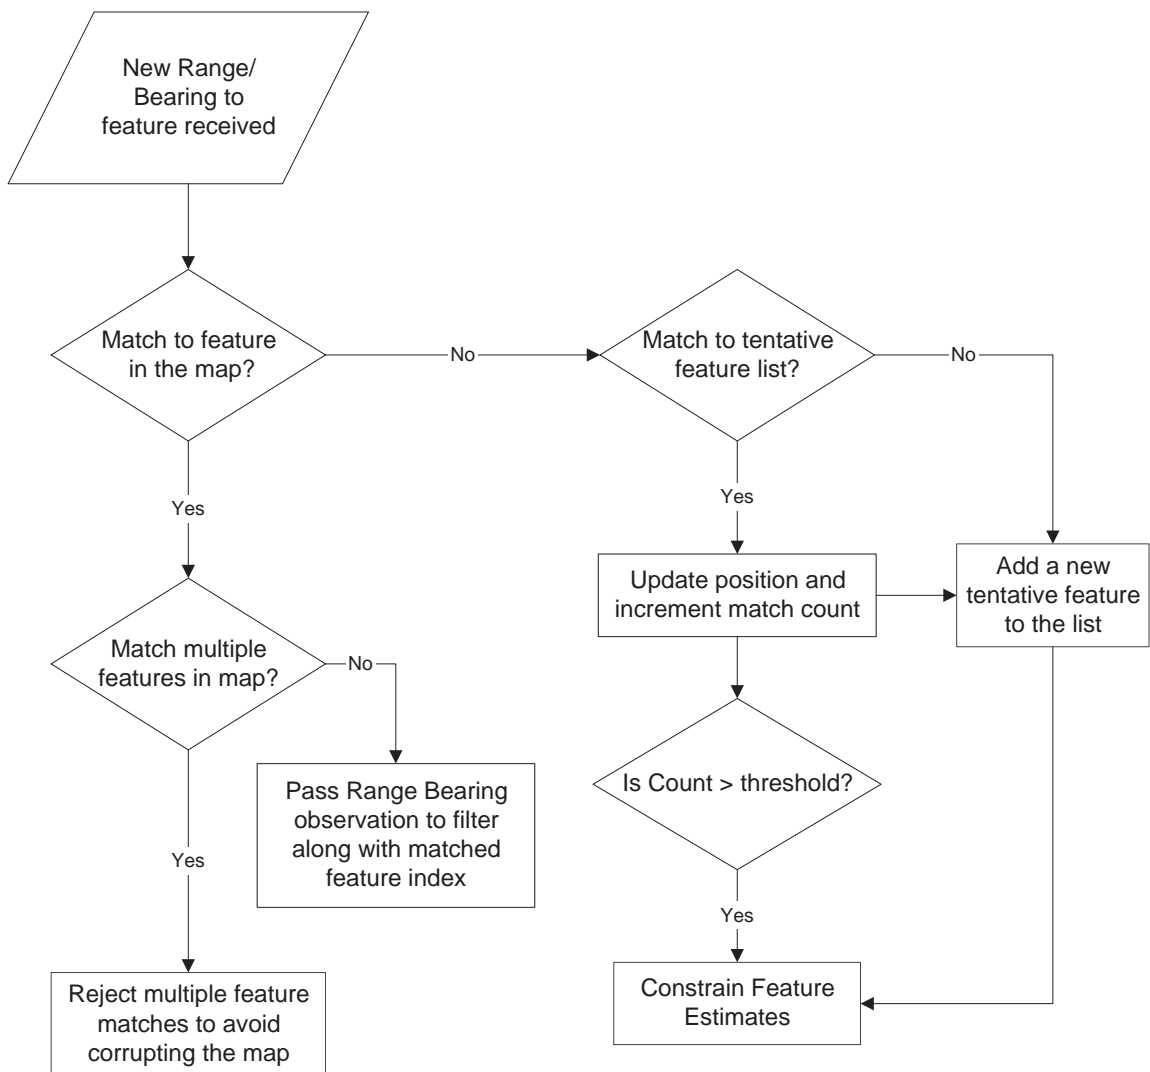 New Range/
Bearing to
feature received
Match to feature
in the map?
No
Match to tentative
feature list?
No
Yes
Yes
Update position and
increment match count
Add a new
tentative feature
to the list
Match multiple
features in map?
No
Is Count > threshold?
Pass Range Bearing
observation to filter
along with matched
feature index
Yes
Yes
Reject multiple feature
matches to avoid
corrupting the map
Constrain Feature
Estimates